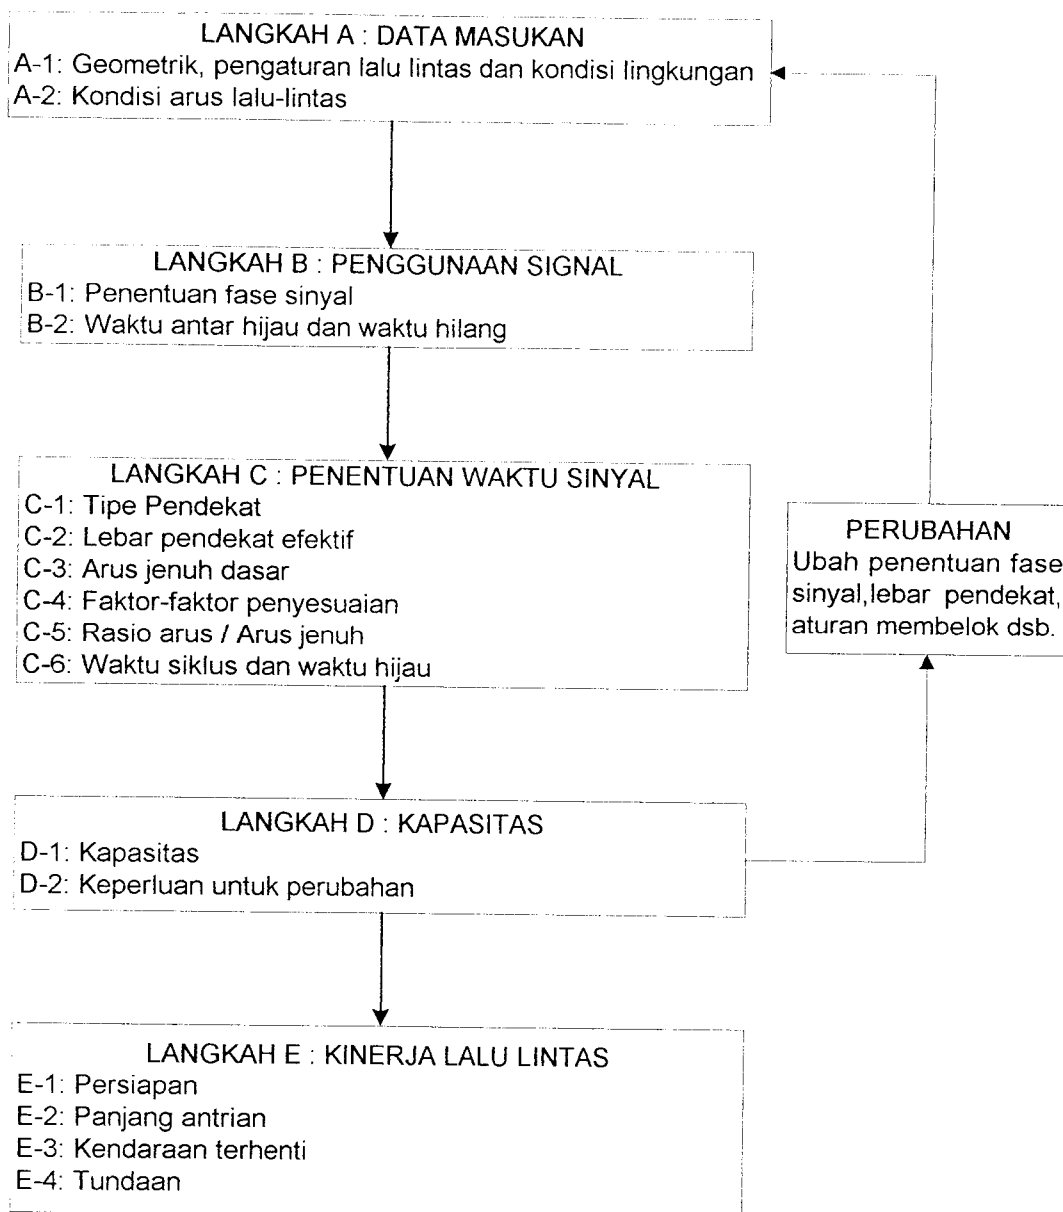 LANGKAH A : DATA MASUKAN
A-1: Geometrik, pengaturan lalu lintas dan kondisi lingkungan
A-2: Kondisi arus lalu-lintas
LANGKAH B : PENGGUNAAN SIGNAL
B-1: Penentuan fase sinyal
B-2: Waktu antar hijau dan waktu hilang
LANGKAH C : PENENTUAN WAKTU SINYAL
C-1: Tipe Pendekat
C-2: Lebar pendekat efektif
C-3: Arus jenuh dasar
C-4: Faktor-faktor penyesuaian
C-5: Rasio arus / Arus jenuh
C-6: Waktu siklus dan waktu hijau
PERUBAHAN
Ubah penentuan fase
sinyal,lebar pendekat,
aturan membelok dsb.
LANGKAH D : KAPASITAS
D-1: Kapasitas
D-2: Keperluan untuk perubahan
LANGKAH E : KINERJA LALU LINTAS
E-1: Persiapan
E-2: Panjang antrian
E-3: Kendaraan terhenti
E-4: Tundaan